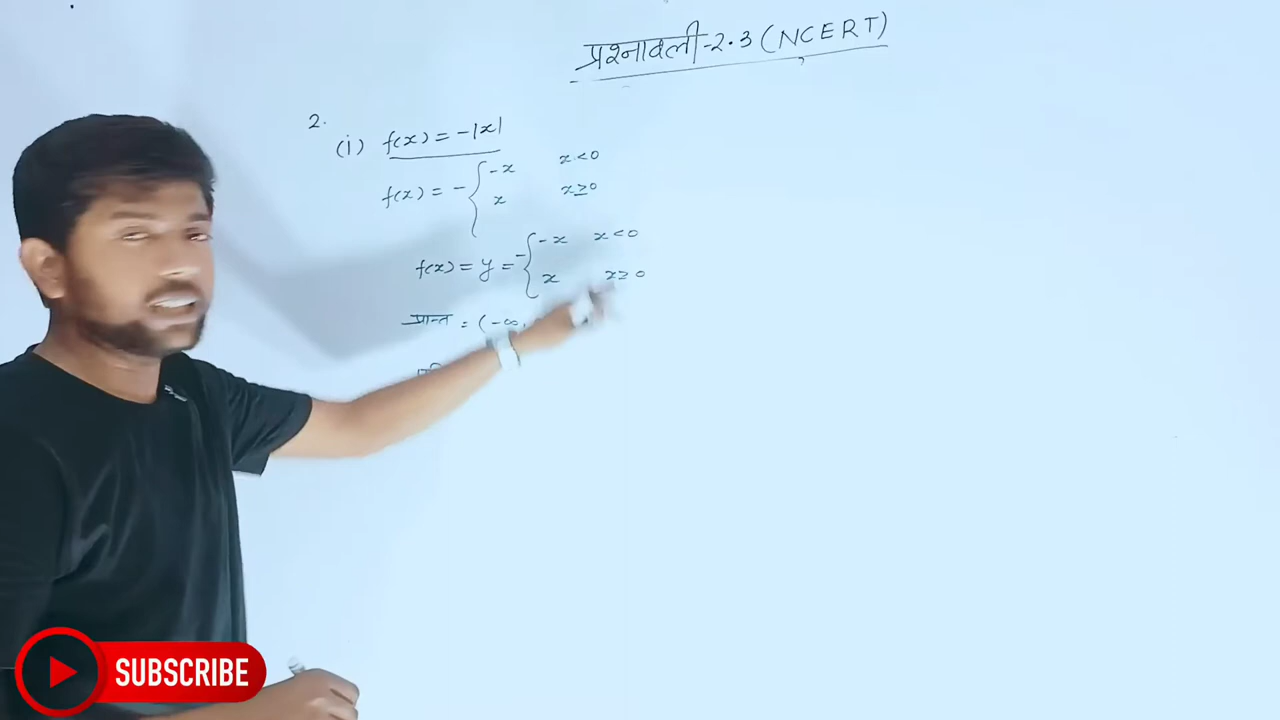 प्रश्नावली-2.3 (NCERT)
2.
(i) f(x) = -|x|
f(x) = - { -x x<0
x x≥0
f(x) = y = - { -x x<0
x x≥0
प्रान्त = (-∞,
SUBSCRIBE